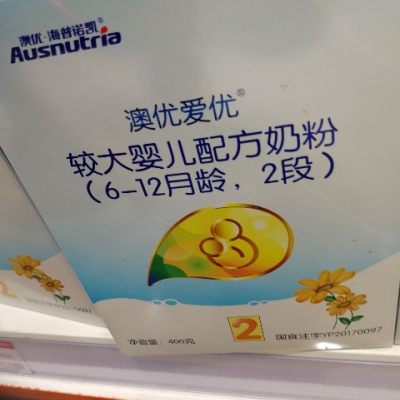 澳优·海普诺凯
Ausnutria
澳优爱优®
较大婴儿配方奶粉
(6-12月龄，2段)
2
净含量：400克
国食注字YP20170097
2